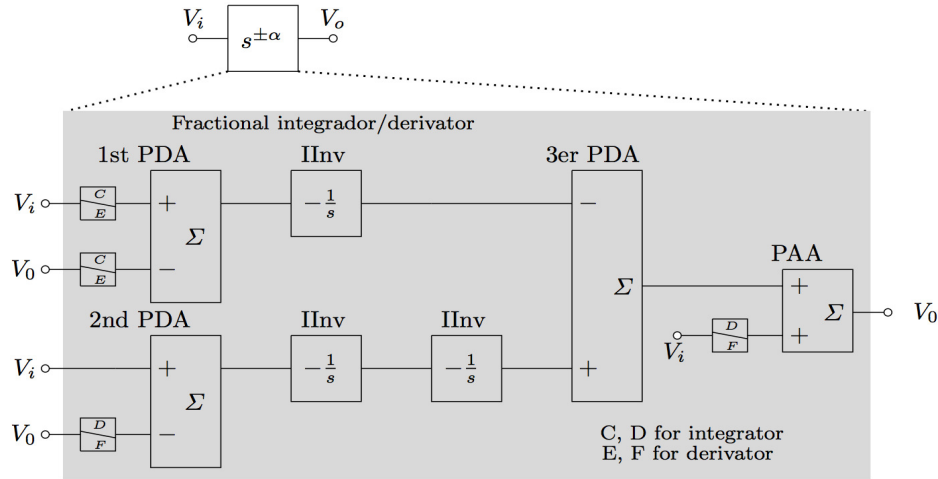 V_i
V_o
s^{±α}
Fractional integrador/derivator
1st PDA
IInv
3er PDA
V_i
C
E
+
Σ
−1/s
−
V_0
C
E
−
Σ
PAA
+
Σ
V_0
V_i
D
F
+
2nd PDA
IInv
IInv
V_i
+
Σ
−1/s
−1/s
+
V_0
D
F
−
C, D for integrator
E, F for derivator